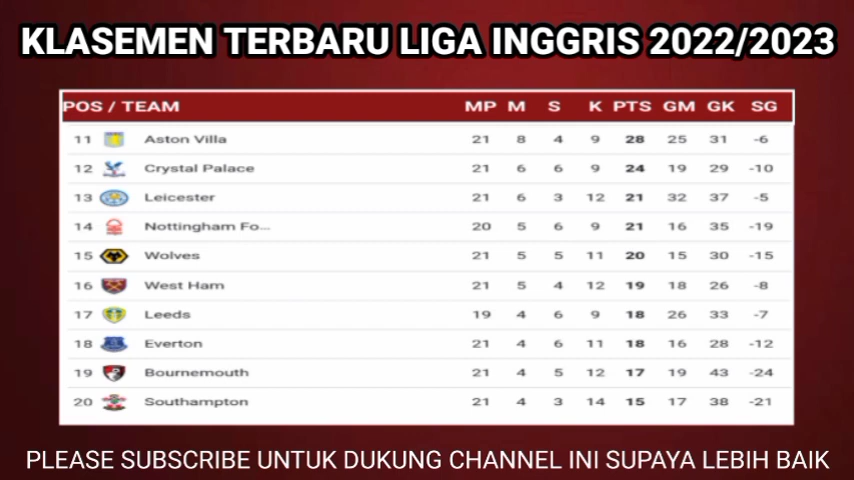 KLASEMEN TERBARU LIGA INGGRIS 2022/2023
POS / TEAM MP M S K PTS GM GK SG
11 Aston Villa 21 8 4 9 28 25 31 -6
12 Crystal Palace 21 6 6 9 24 19 29 -10
13 Leicester 21 6 3 12 21 32 37 -5
14 Nottingham Fo... 20 5 6 9 21 16 35 -19
15 Wolves 21 5 5 11 20 15 30 -15
16 West Ham 21 5 4 12 19 18 26 -8
17 Leeds 19 4 6 9 18 26 33 -7
18 Everton 21 4 6 11 18 16 28 -12
19 Bournemouth 21 4 5 12 17 19 43 -24
20 Southampton 21 4 3 14 15 17 38 -21
PLEASE SUBSCRIBE UNTUK DUKUNG CHANNEL INI SUPAYA LEBIH BAIK